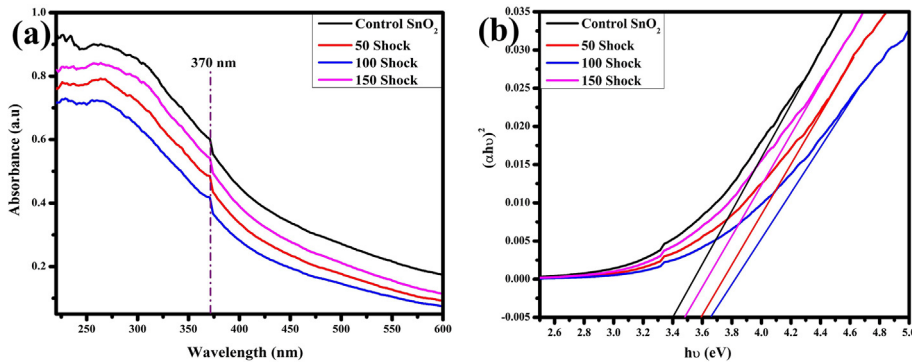 (a)
Control SnO₂
50 Shock
100 Shock
150 Shock
370 nm
Absorbance (a.u)
1.0
0.8
0.6
0.4
0.2
250 300 350 400 450 500 550 600
Wavelength (nm)
(b)
Control SnO₂
50 Shock
100 Shock
150 Shock
(αhυ)²
0.035
0.030
0.025
0.020
0.015
0.010
0.005
0.000
-0.005
2.6 2.8 3.0 3.2 3.4 3.6 3.8 4.0 4.2 4.4 4.6 4.8 5.0
hυ (eV)